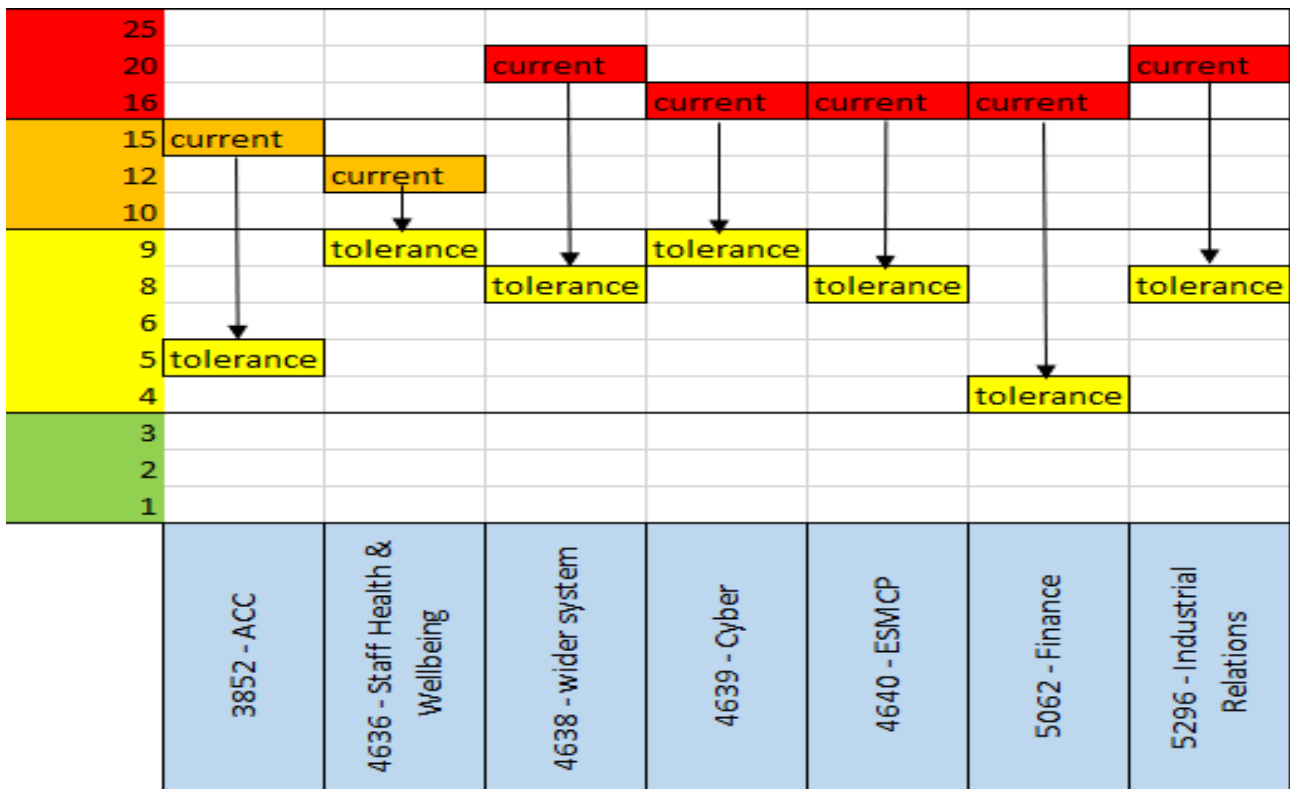 25
20 current current
16 current current current
15 current
12 current
10
9 tolerance tolerance
8 tolerance tolerance tolerance
6
5 tolerance
4 tolerance
3
2
1
3852 - ACC
4636 - Staff Health &
Wellbeing
4638 - wider system
4639 - Cyber
4640 - ESMCP
5062 - Finance
5296 - Industrial
Relations